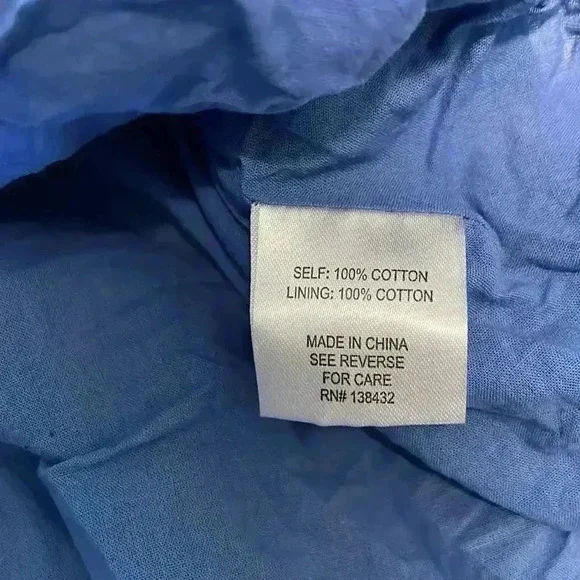 SELF: 100% COTTON
LINING: 100% COTTON
MADE IN CHINA
SEE REVERSE
FOR CARE
RN# 138432